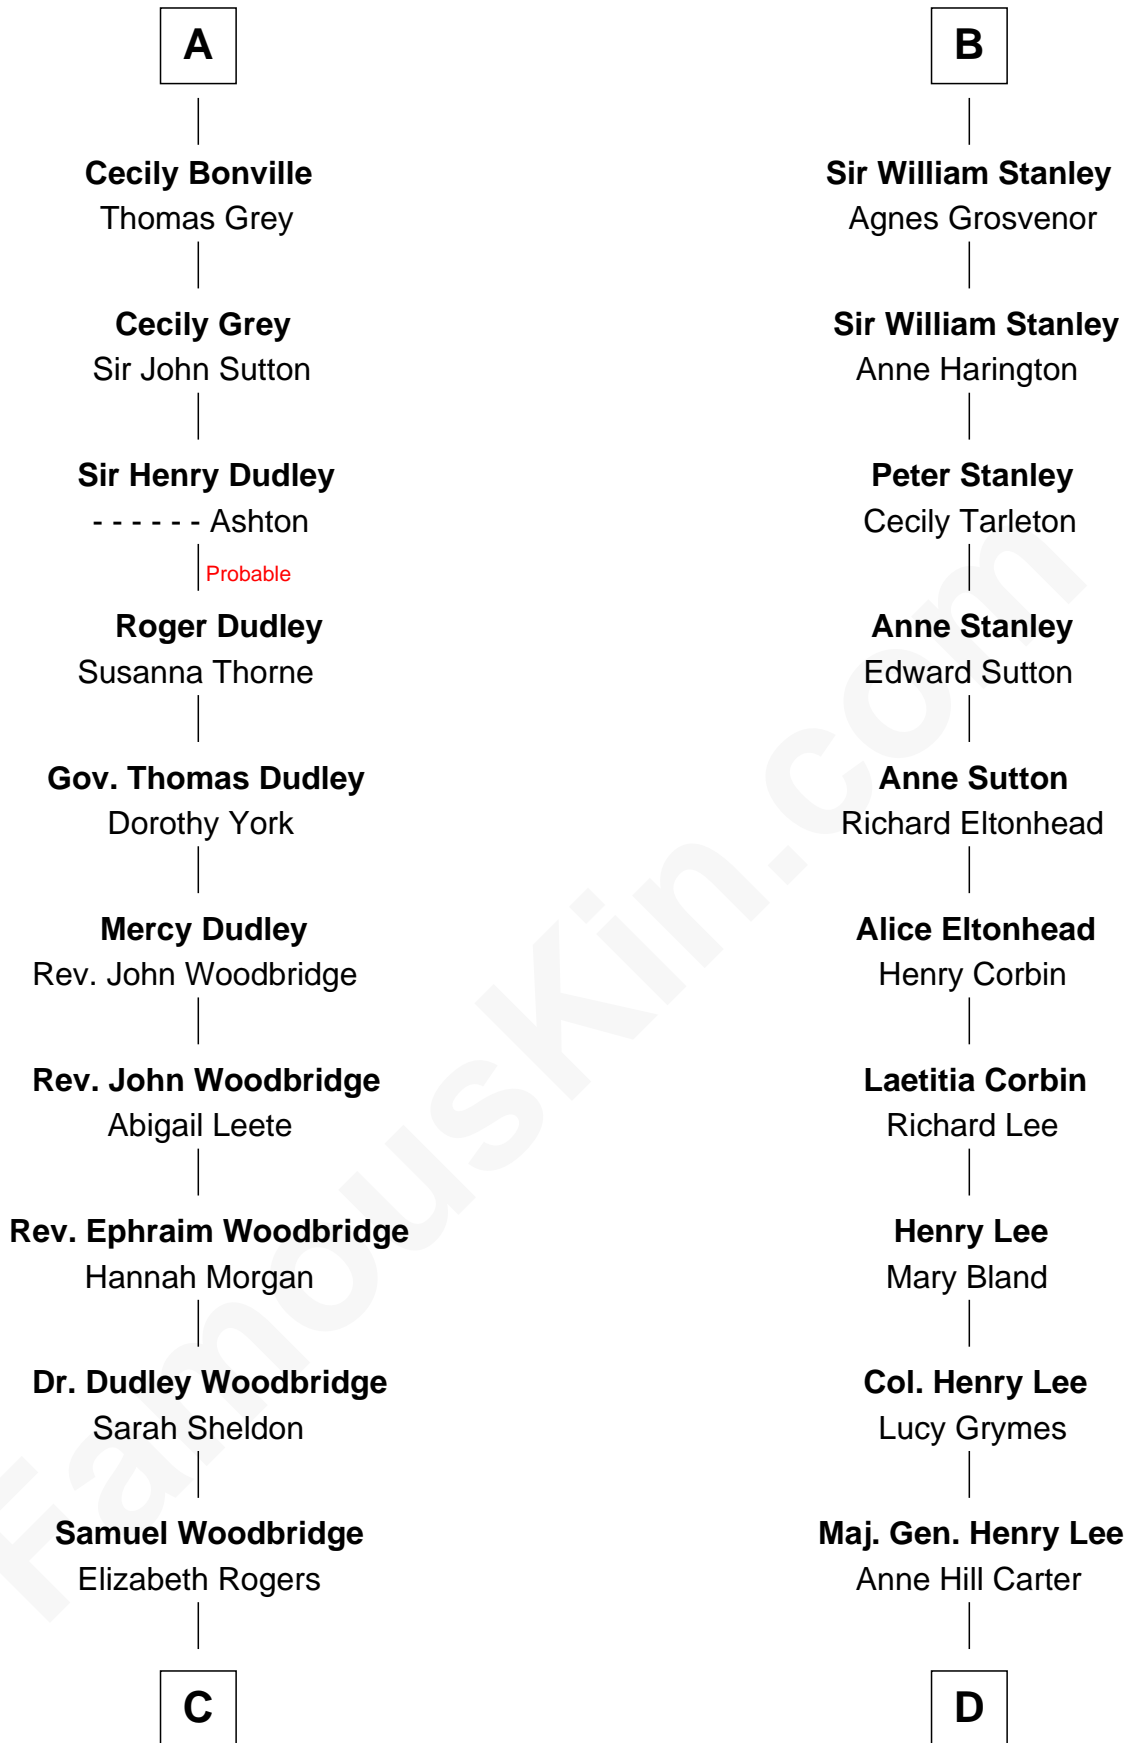 A
Cecily Bonville
Thomas Grey
Cecily Grey
Sir John Sutton
Sir Henry Dudley
- - - - - - Ashton
Probable
Roger Dudley
Susanna Thorne
Gov. Thomas Dudley
Dorothy York
Mercy Dudley
Rev. John Woodbridge
Rev. John Woodbridge
Abigail Leete
Rev. Ephraim Woodbridge
Hannah Morgan
Dr. Dudley Woodbridge
Sarah Sheldon
Samuel Woodbridge
Elizabeth Rogers
C
B
Sir William Stanley
Agnes Grosvenor
Sir William Stanley
Anne Harington
Peter Stanley
Cecily Tarleton
Anne Stanley
Edward Sutton
Anne Sutton
Richard Eltonhead
Alice Eltonhead
Henry Corbin
Laetitia Corbin
Richard Lee
Henry Lee
Mary Bland
Col. Henry Lee
Lucy Grymes
Maj. Gen. Henry Lee
Anne Hill Carter
D
FamousKin.com